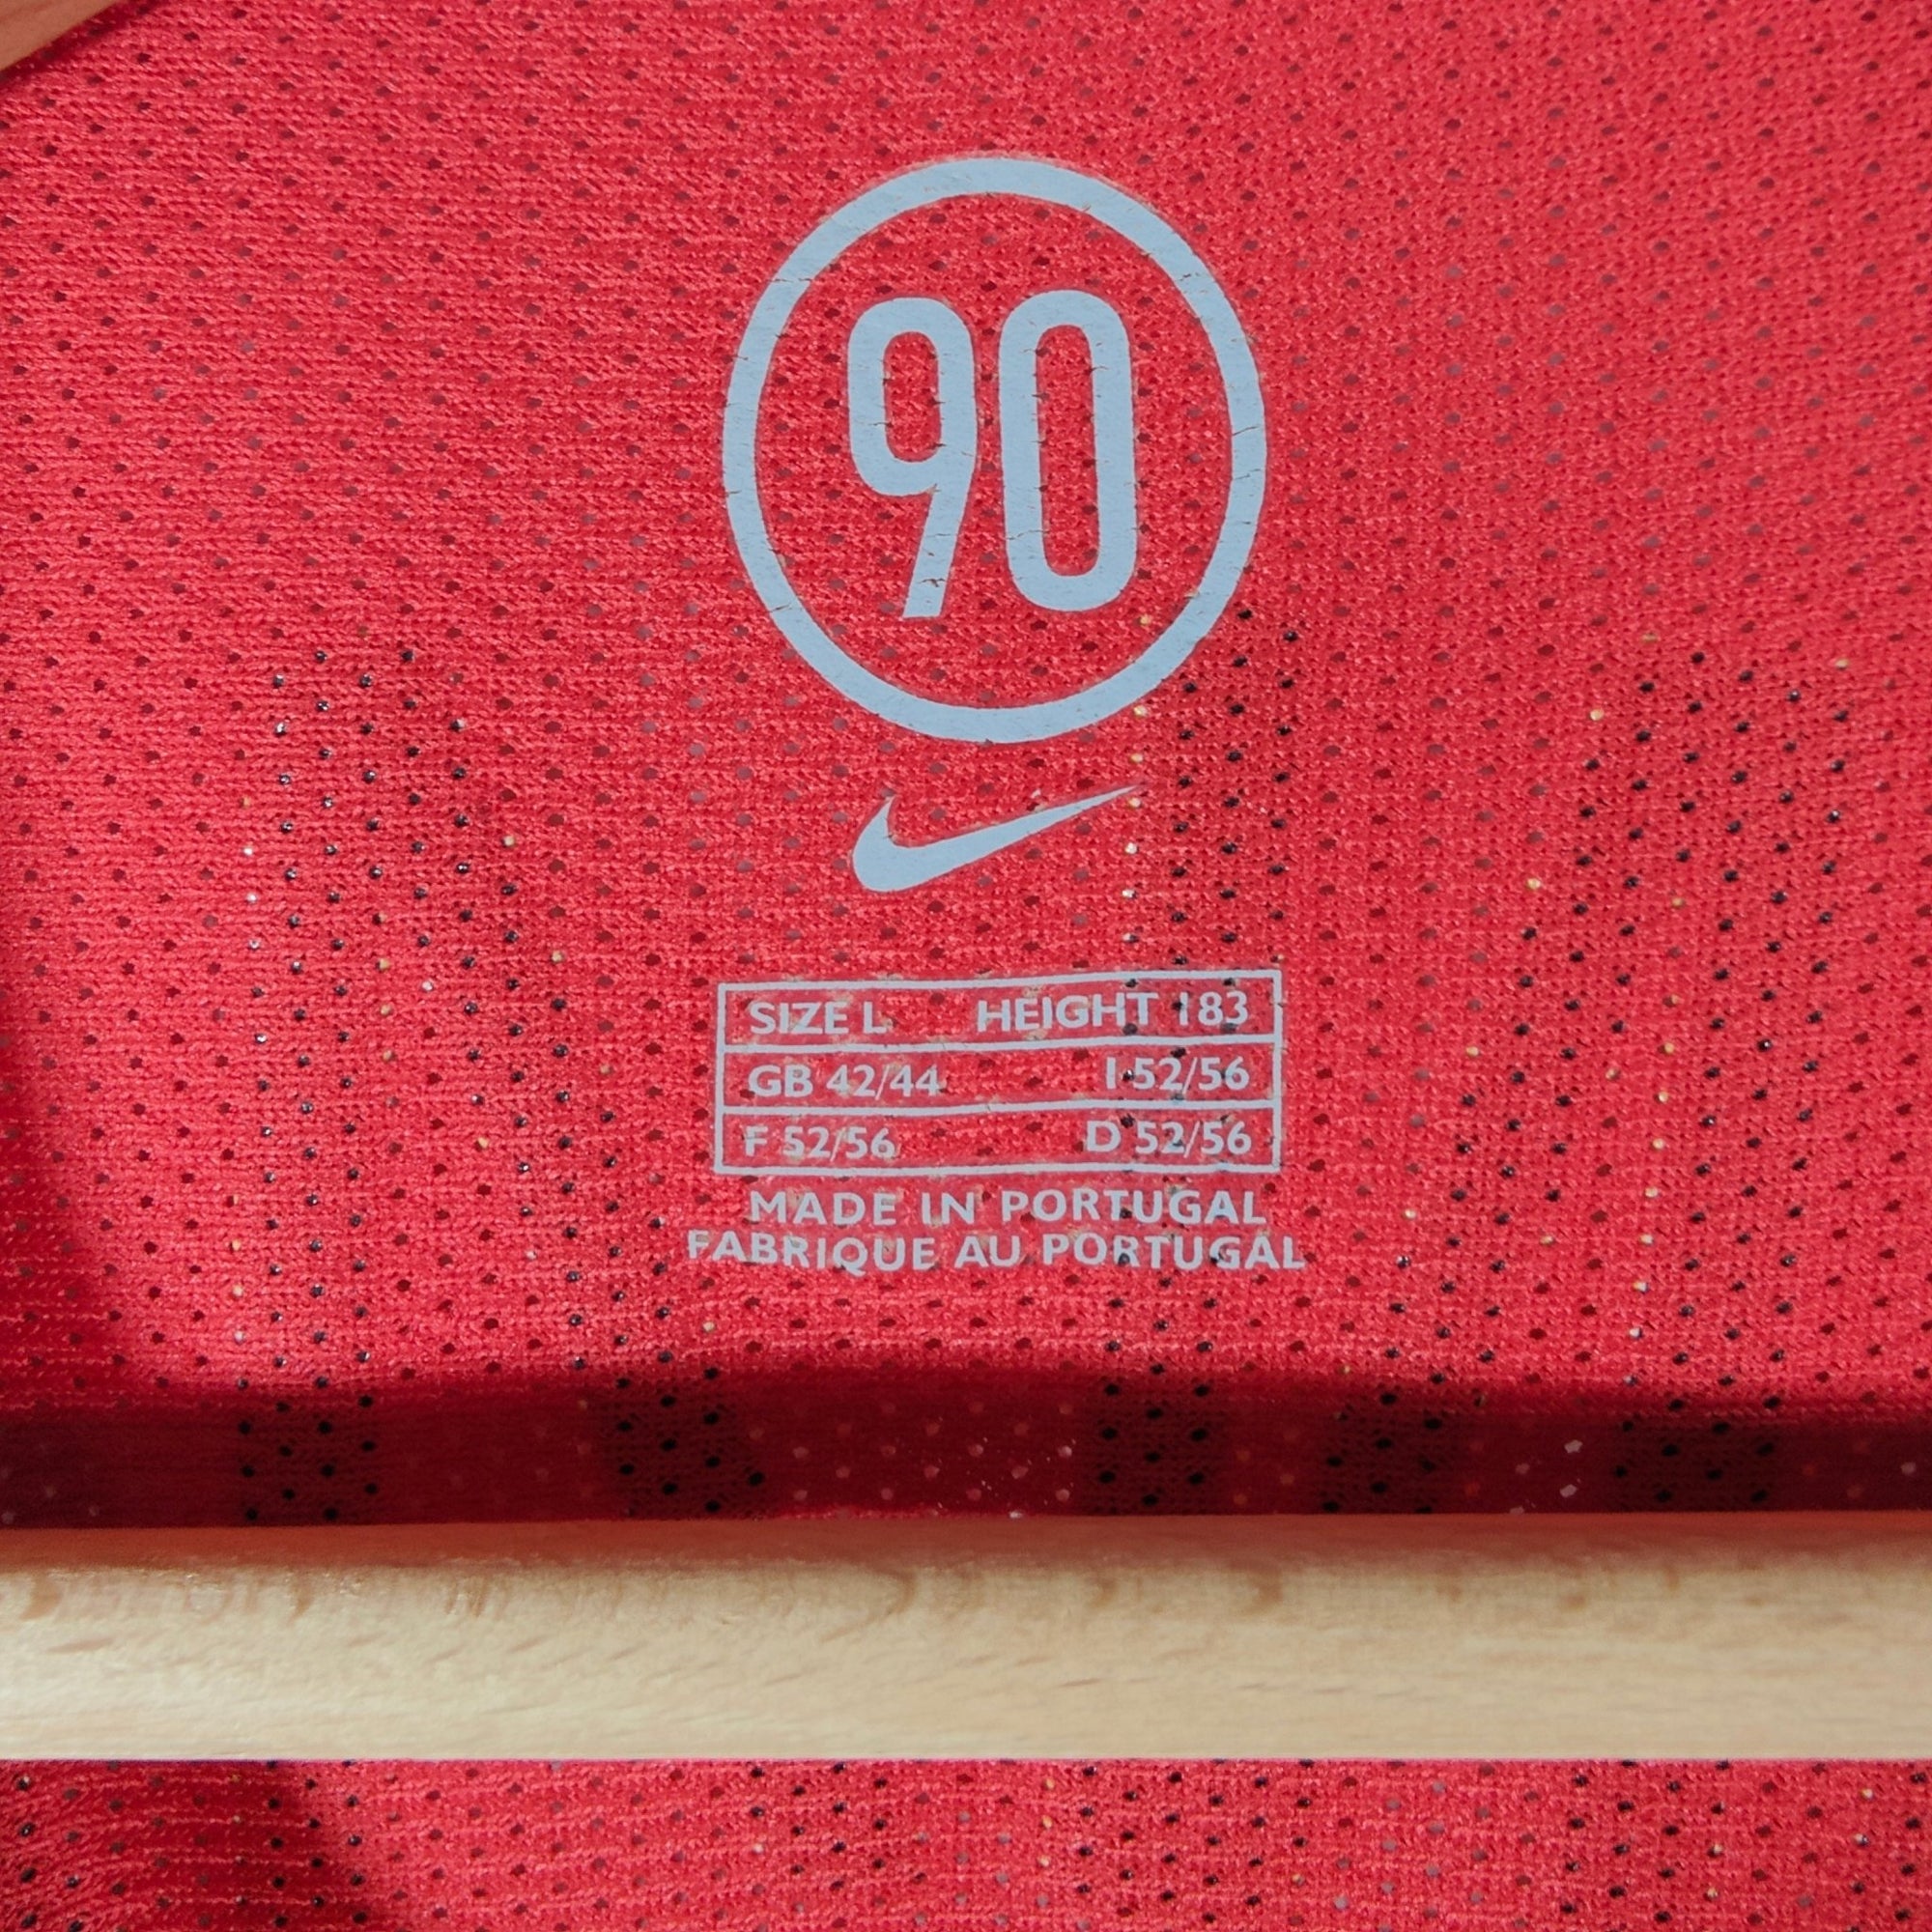 90
SIZE L HEIGHT 183
GB 42/44 I 52/56
F 52/56 D 52/56
MADE IN PORTUGAL
FABRIQUE AU PORTUGAL